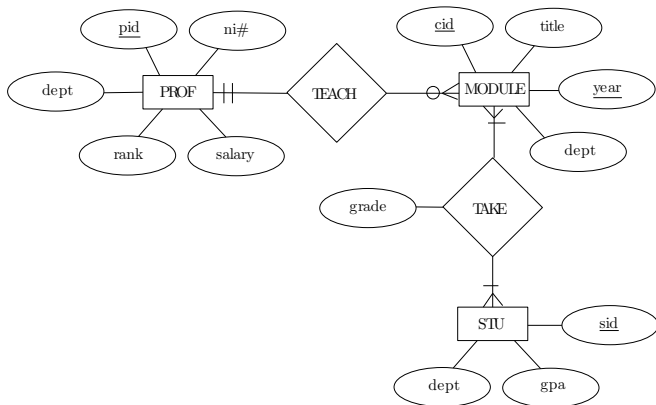 pid
ni#
cid
title
dept
PROF
TEACH
MODULE
year
rank
salary
dept
grade
TAKE
STU
sid
dept
gpa